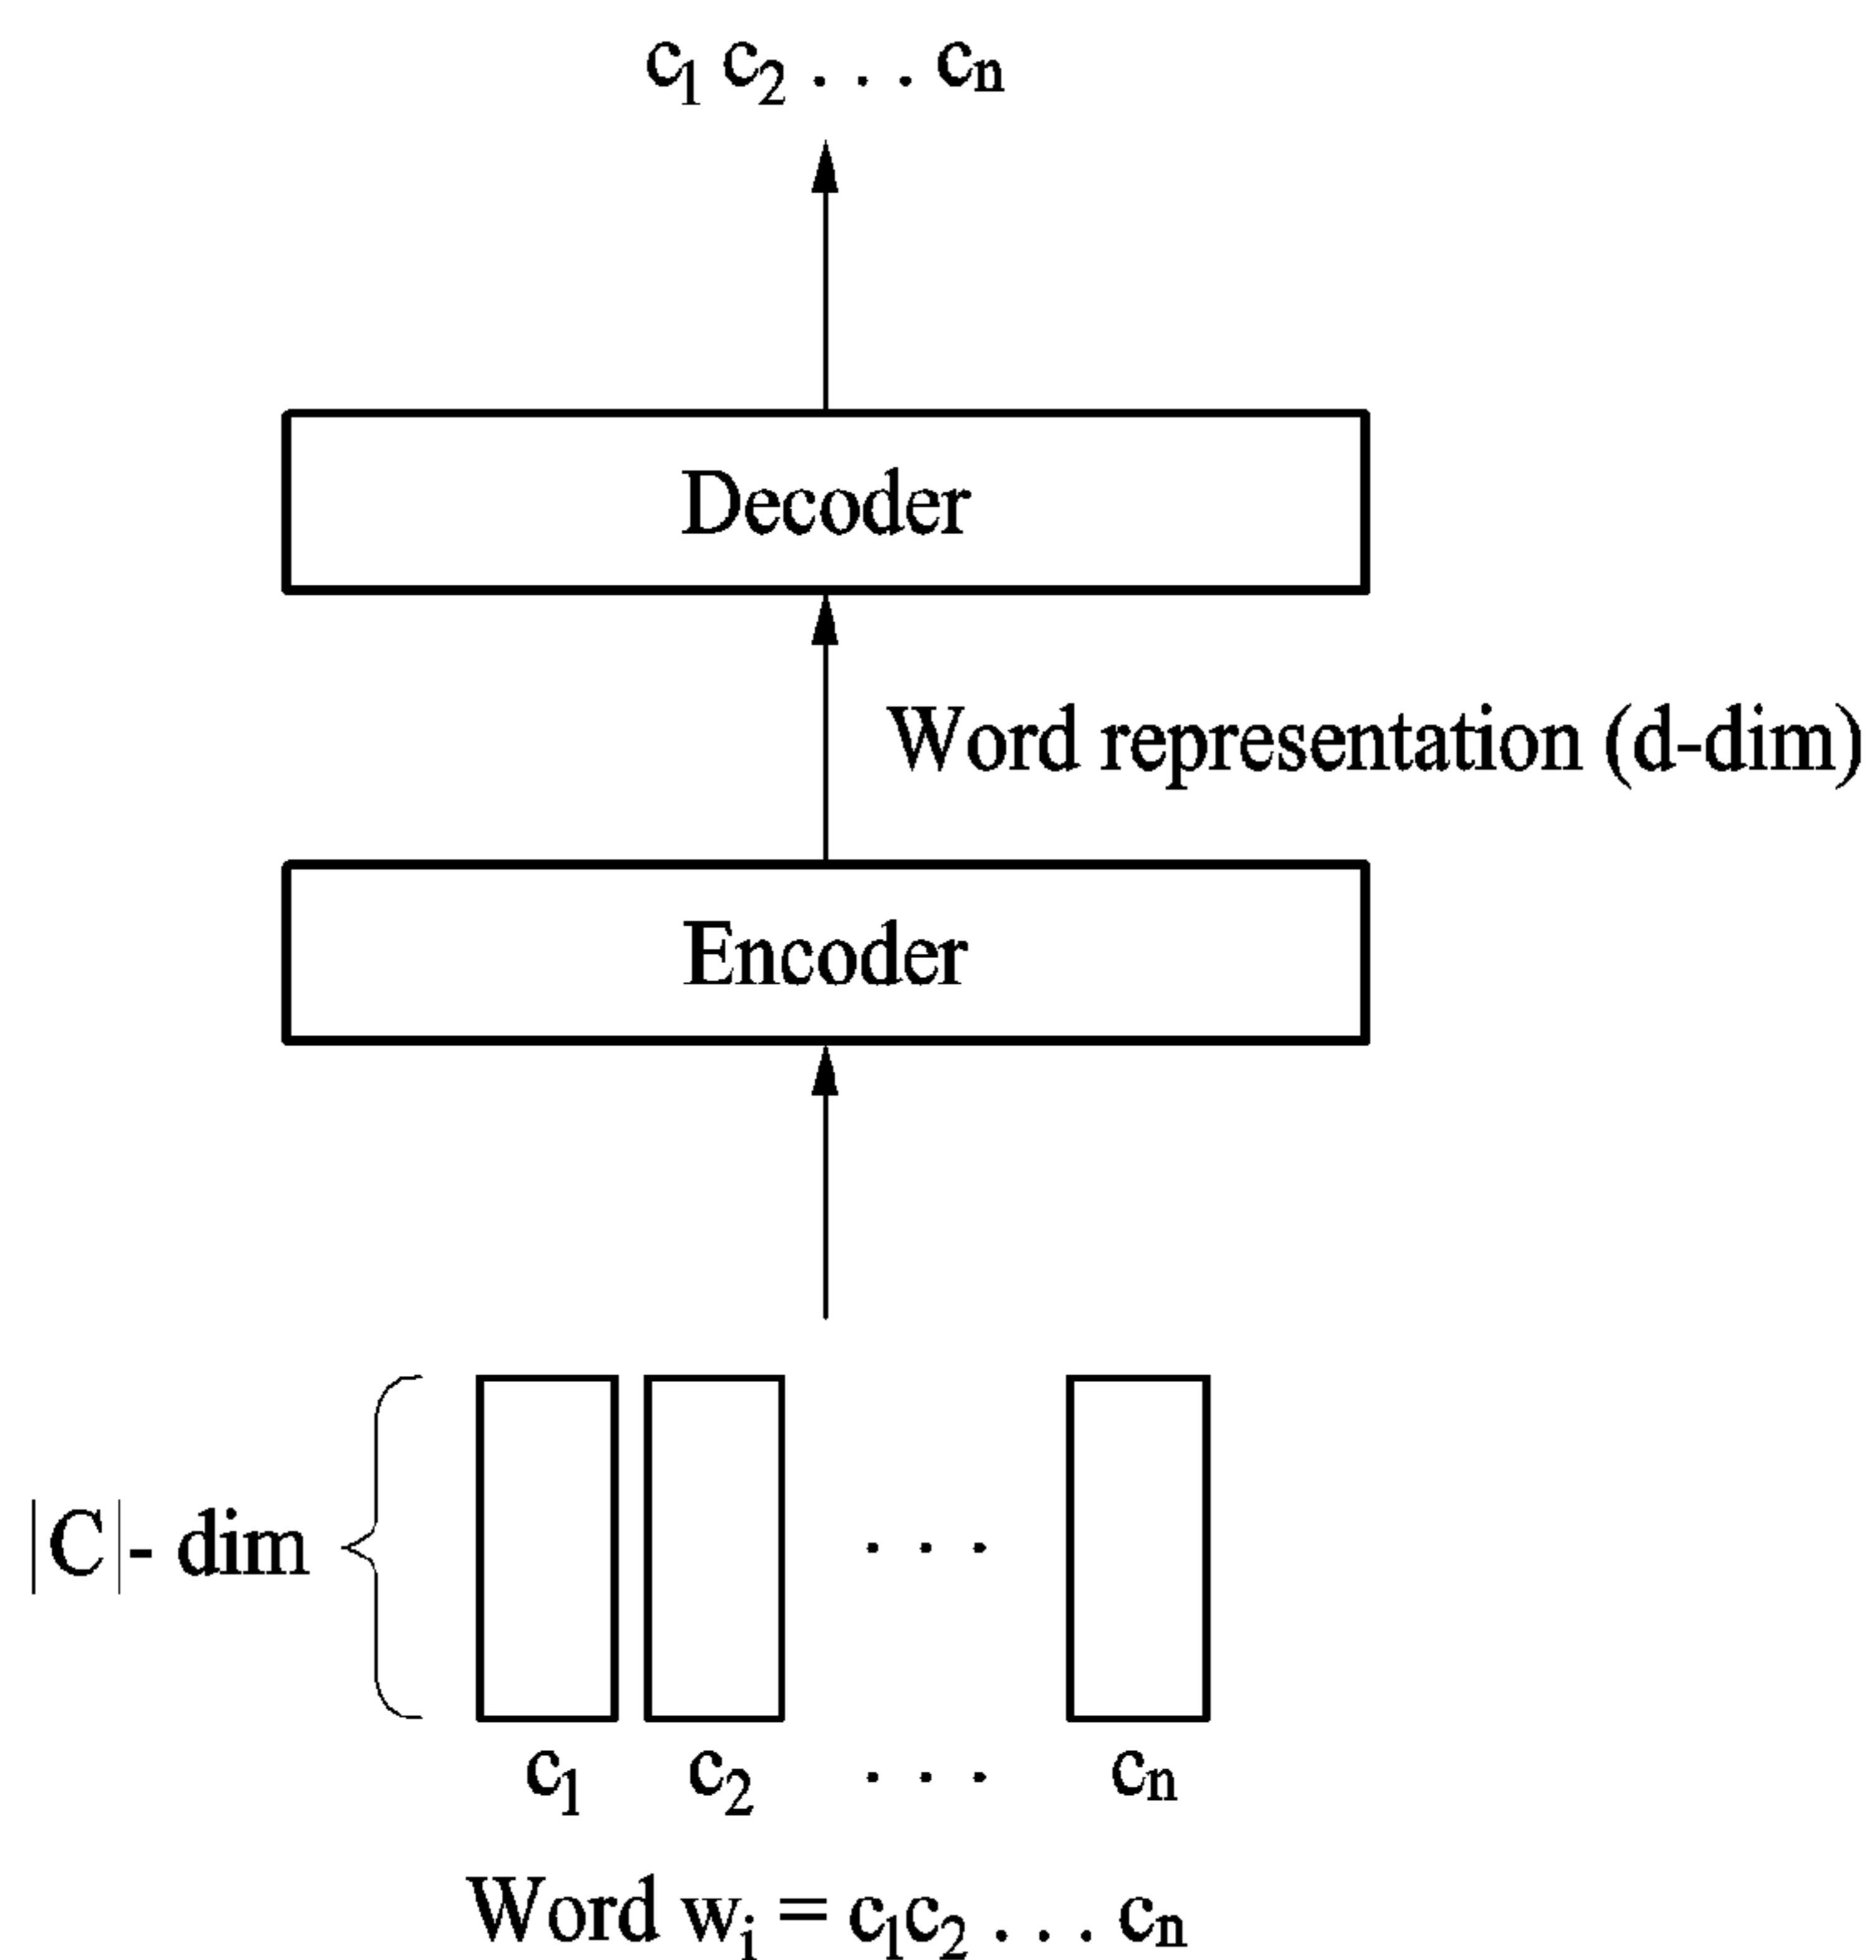 c₁ c₂ . . . cₙ
Decoder
Word representation (d-dim)
Encoder
|C|- dim
. . .
c₁ c₂ . . . cₙ
Word wᵢ = c₁c₂ . . . cₙ